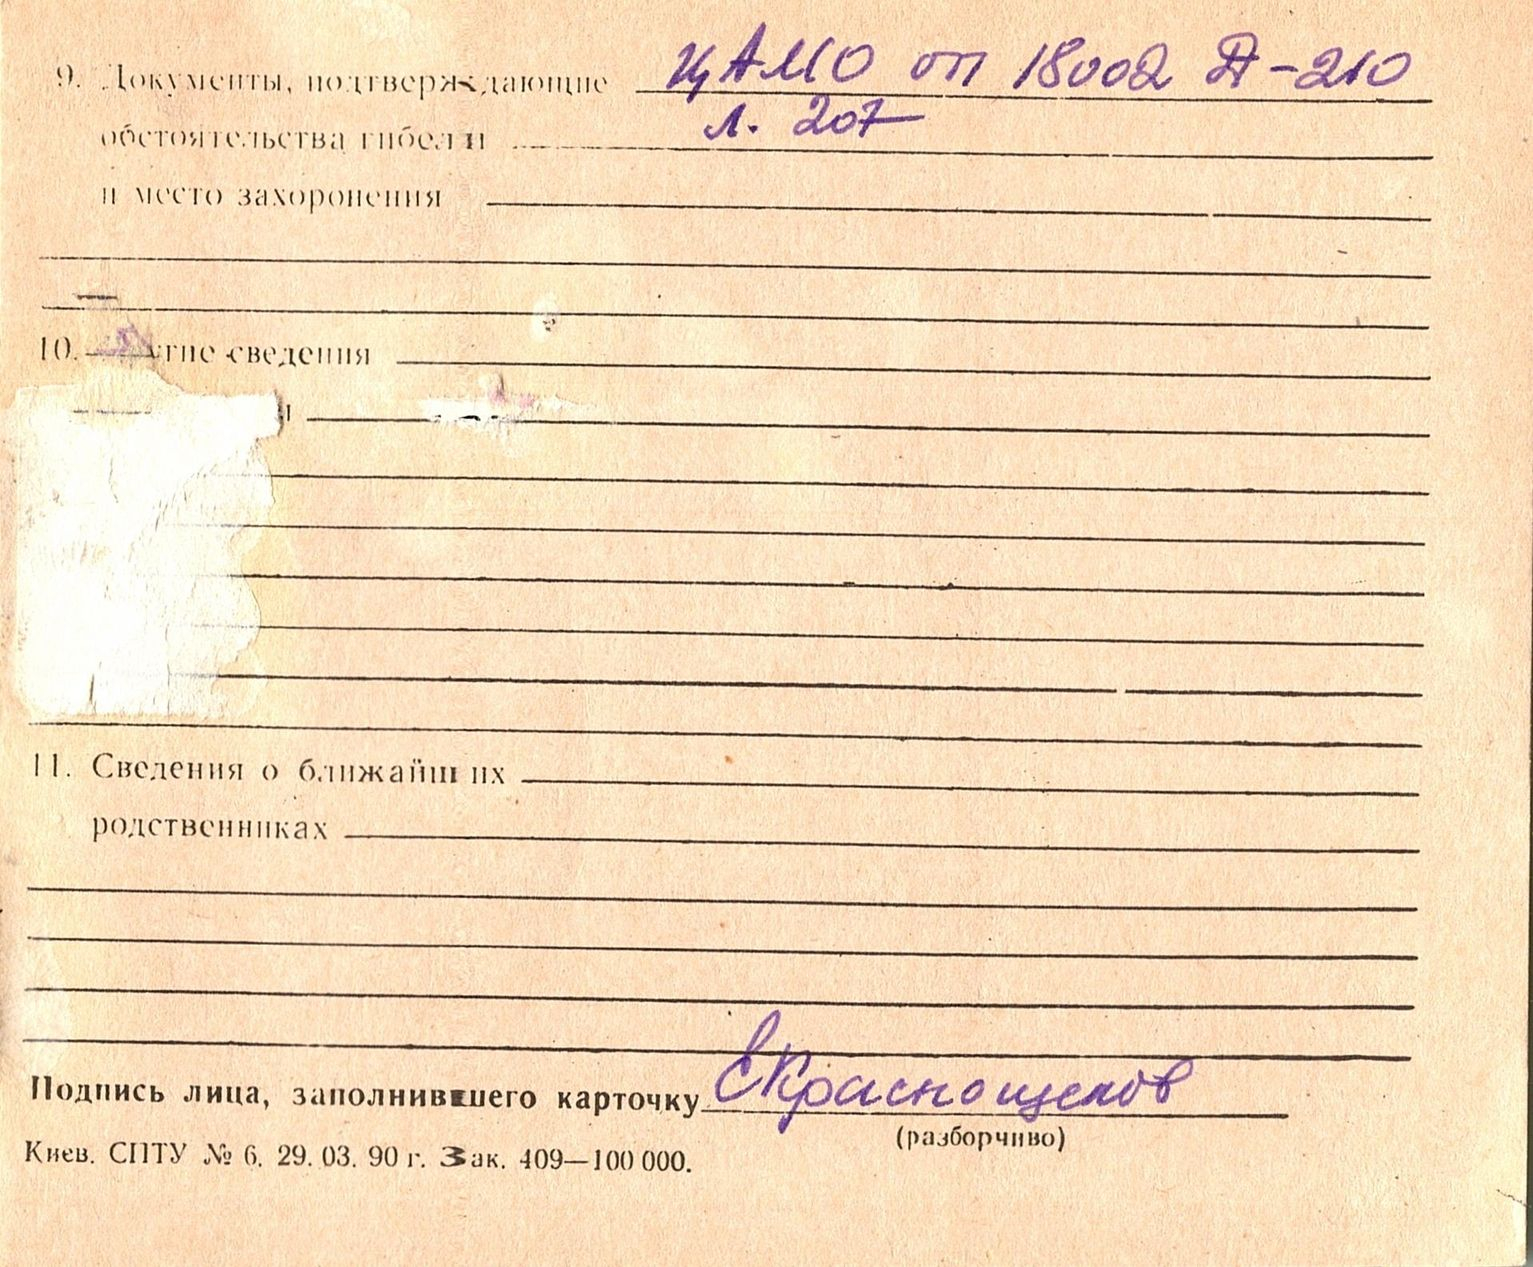 9. Документы, подтверждающие ЦАМО оп 18002 Д-210
обстоятельства гибели л. 207
и место захоронения
10. гие сведения
11. Сведения о ближайших
родственниках
Подпись лица, заполнившего карточку Краснощеков
(разборчиво)
Киев. СПТУ № 6. 29. 03. 90 г. Зак. 409—100 000.